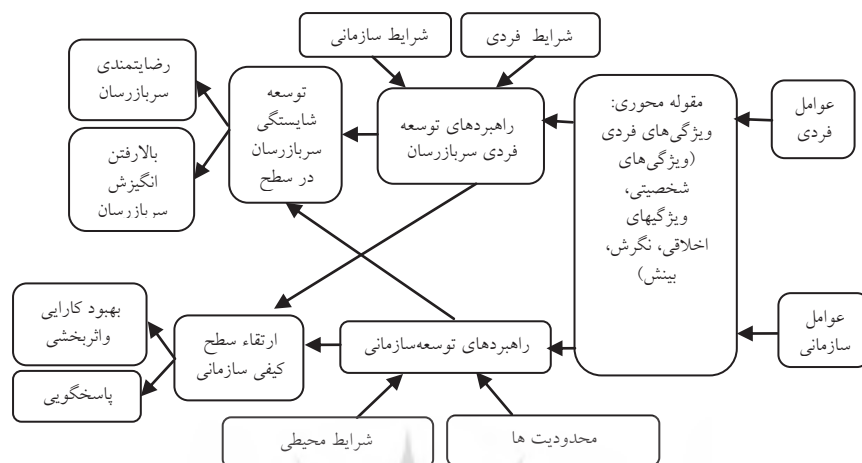 شرایط فردی
شرایط سازمانی
عوامل
فردی
مقوله محوری:
ویژگی‌های فردی
(ویژگی‌های
شخصیتی،
ویژگیهای
اخلاقی، نگرش،
بینش)
راهبردهای توسعه
فردی سربازرسان
توسعه
شایستگی
سربازرسان
در سطح
رضایتمندی
سربازرسان
بالارفتن
انگیزش
سربازرسان
عوامل
سازمانی
راهبردهای توسعه‌سازمانی
ارتقاء سطح
کیفی سازمانی
بهبود کارایی
واثربخشی
پاسخگویی
محدودیت ها
شرایط محیطی